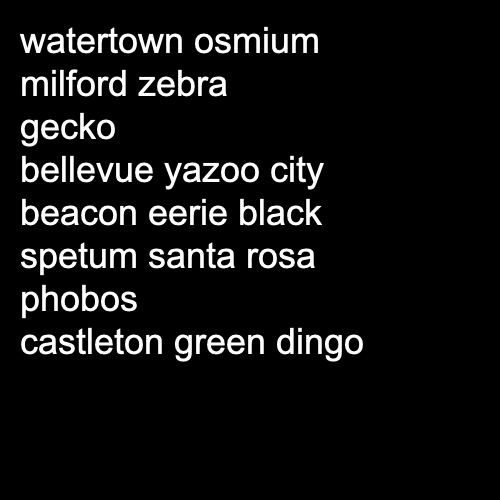 watertown osmium
milford zebra
gecko
bellevue yazoo city
beacon eerie black
spetum santa rosa
phobos
castleton green dingo